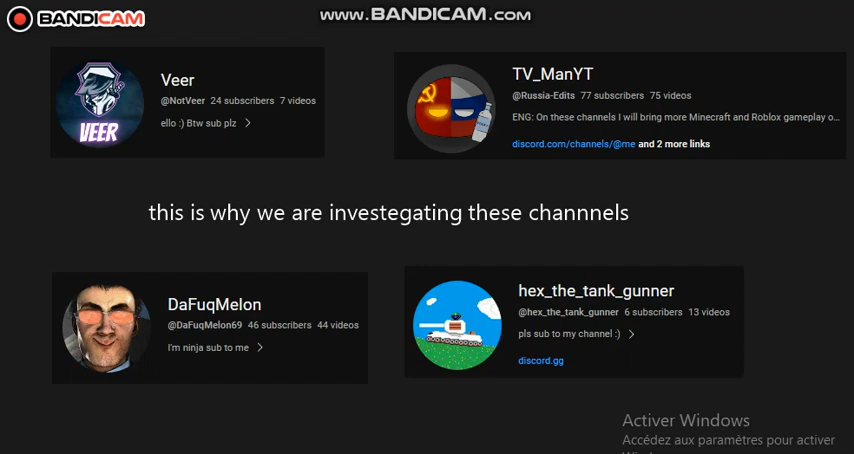 BANDICAM
www.BANDICAM.com
Veer
@NotVeer 24 subscribers 7 videos
ello :) Btw sub plz
VEER
TV_ManYT
@Russia-Edits 77 subscribers 75 videos
ENG: On these channels I will bring more Minecraft and Roblox gameplay o...
discord.com/channels/@me and 2 more links
this is why we are investegating these channnels
DaFuqMelon
@DaFuqMelon69 46 subscribers 44 videos
I'm ninja sub to me
hex_the_tank_gunner
@hex_the_tank_gunner 6 subscribers 13 videos
pls sub to my channel :)
discord.gg
Activer Windows
Accédez aux paramètres pour activer